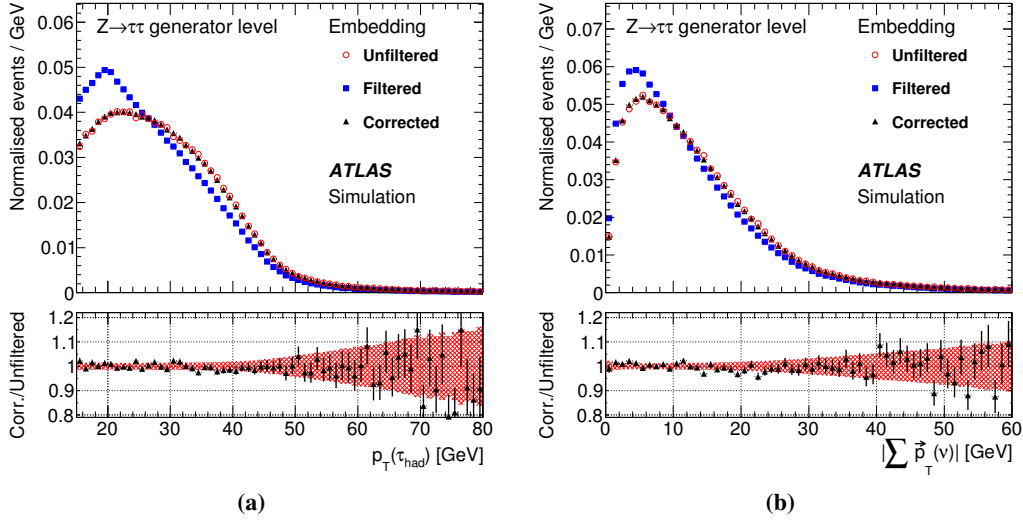 Normalised events / GeV
0.06
0.05
0.04
0.03
0.02
0.01
0
Z→ττ generator level
Embedding
Unfiltered
Filtered
Corrected
ATLAS
Simulation
Corr./Unfiltered
1.2
1.1
1
0.9
0.8
20 30 40 50 60 70 80
p_T(τ_had) [GeV]
(a)
Normalised events / GeV
0.07
0.06
0.05
0.04
0.03
0.02
0.01
0
Z→ττ generator level
Embedding
Unfiltered
Filtered
Corrected
ATLAS
Simulation
Corr./Unfiltered
1.2
1.1
1
0.9
0.8
0 10 20 30 40 50 60
|∑ p⃗_T(ν)| [GeV]
(b)